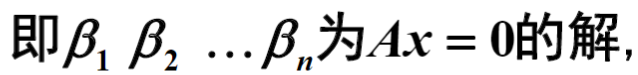 即β₁ β₂ …βₙ为Ax = 0的解,